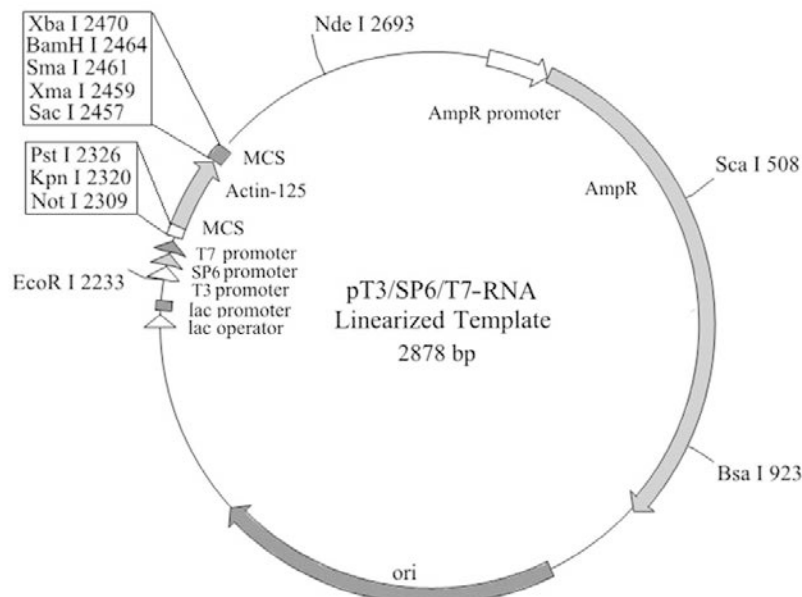 Xba I 2470
BamH I 2464
Sma I 2461
Xma I 2459
Sac I 2457
Pst I 2326
Kpn I 2320
Not I 2309
EcoR I 2233
Nde I 2693
MCS
Actin-125
MCS
T7 promoter
SP6 promoter
T3 promoter
lac promoter
lac operator
AmpR promoter
AmpR
Sca I 508
Bsa I 923
pT3/SP6/T7-RNA
Linearized Template
2878 bp
ori